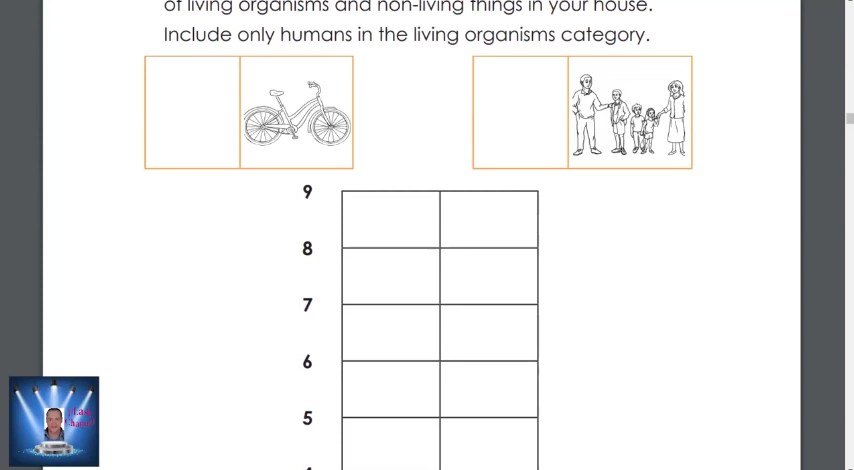 of living organisms and non-living things in your house.
Include only humans in the living organisms category.
9
8
7
6
5